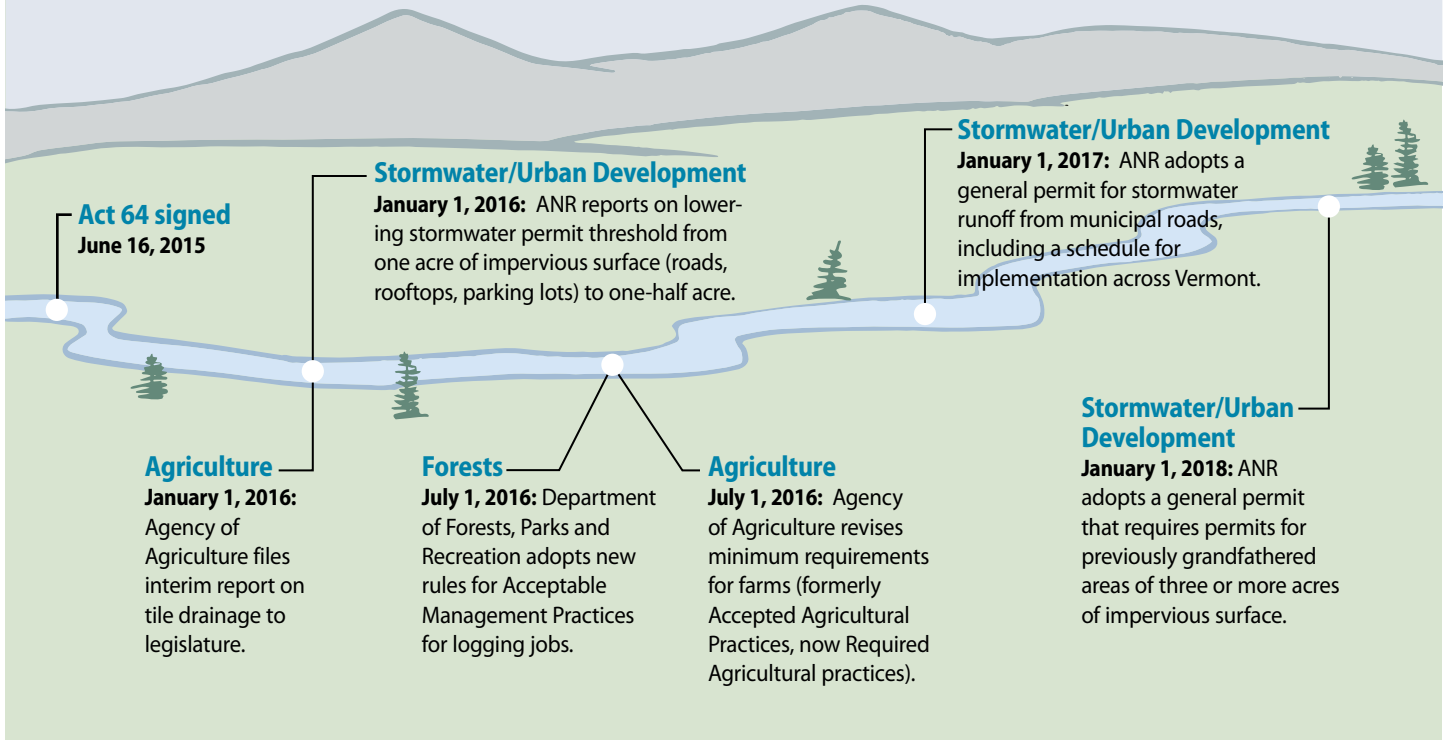 Act 64 signed
June 16, 2015
Stormwater/Urban Development
January 1, 2016: ANR reports on lower-
ing stormwater permit threshold from
one acre of impervious surface (roads,
rooftops, parking lots) to one-half acre.
Stormwater/Urban Development
January 1, 2017: ANR adopts a
general permit for stormwater
runoff from municipal roads,
including a schedule for
implementation across Vermont.
Agriculture
January 1, 2016:
Agency of
Agriculture files
interim report on
tile drainage to
legislature.
Forests
July 1, 2016: Department
of Forests, Parks and
Recreation adopts new
rules for Acceptable
Management Practices
for logging jobs.
Agriculture
July 1, 2016: Agency
of Agriculture revises
minimum requirements
for farms (formerly
Accepted Agricultural
Practices, now Required
Agricultural practices).
Stormwater/Urban
Development
January 1, 2018: ANR
adopts a general permit
that requires permits for
previously grandfathered
areas of three or more acres
of impervious surface.